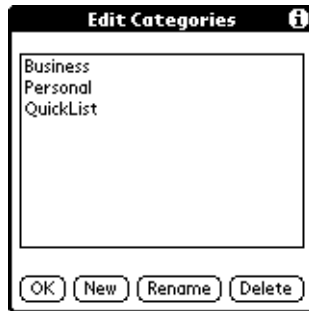 Edit Categories i
Business
Personal
QuickList
OK New Rename Delete